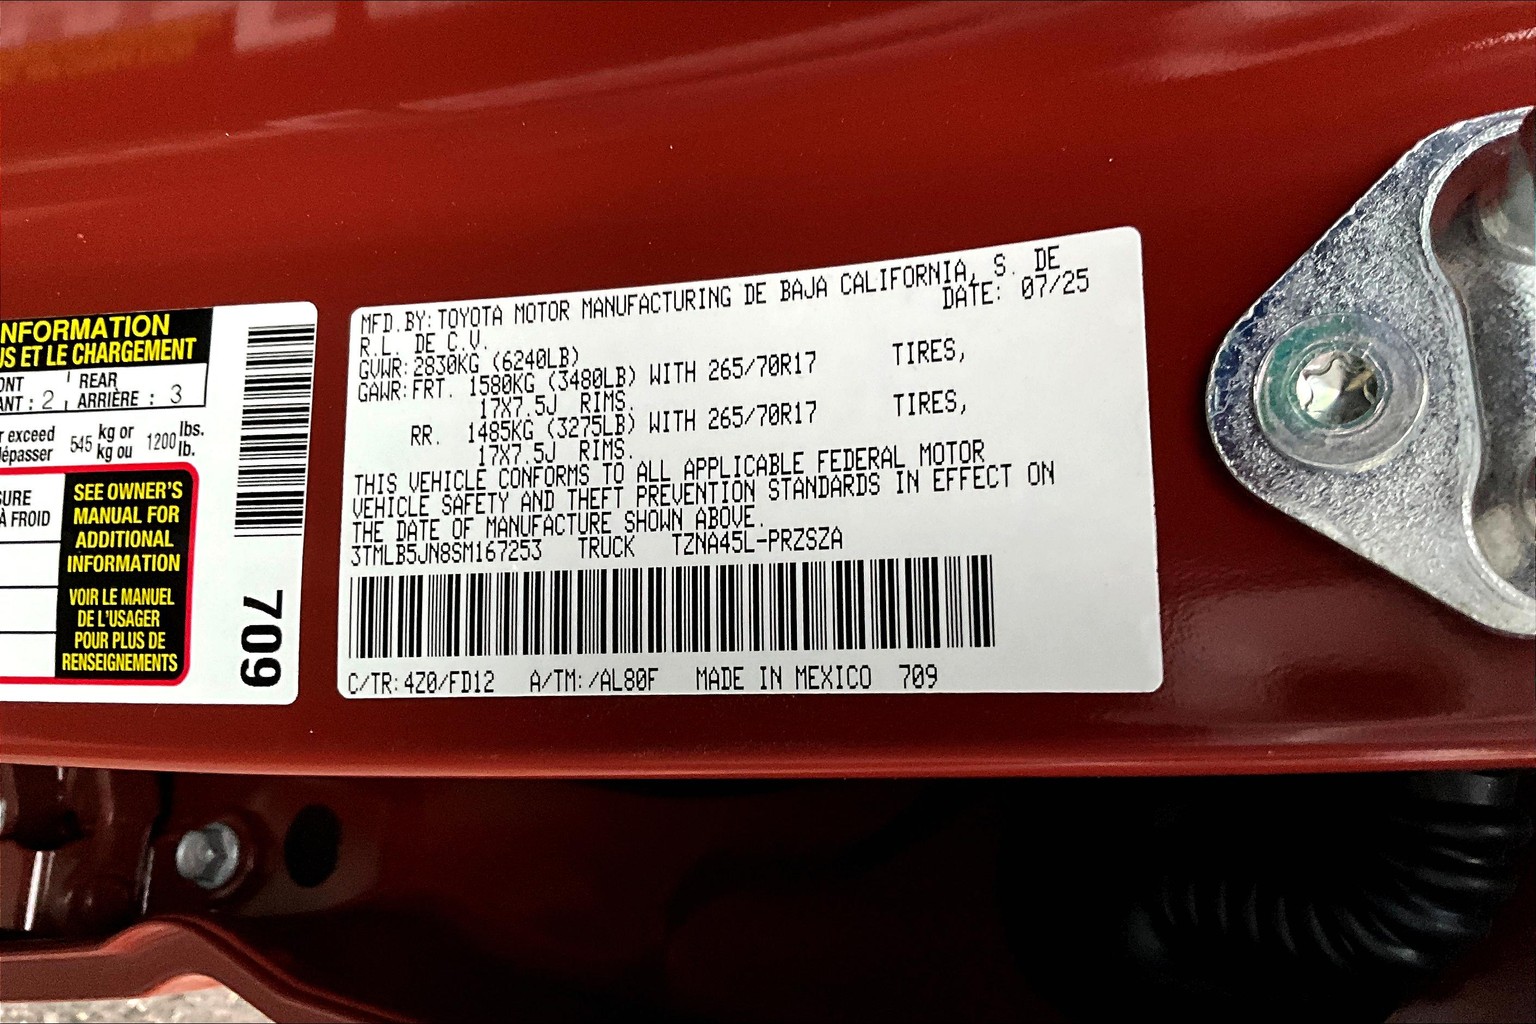 NFORMATION
US ET LE CHARGEMENT
ONT REAR
ANT : 2 ARRIÈRE : 3
r exceed 545 kg or 1200 lbs.
dépasser kg ou lb.
SURE
À FROID
SEE OWNER'S
MANUAL FOR
ADDITIONAL
INFORMATION
VOIR LE MANUEL
DE L'USAGER
POUR PLUS DE
RENSEIGNEMENTS
709
MFD.BY:TOYOTA MOTOR MANUFACTURING DE BAJA CALIFORNIA, S. DE
R.L. DE C.V. DATE: 07/25
GVWR:2830KG (6240LB)
GAWR:FRT. 1580KG (3480LB) WITH 265/70R17 TIRES,
17X7.5J RIMS.
RR. 1485KG (3275LB) WITH 265/70R17 TIRES,
17X7.5J RIMS.
THIS VEHICLE CONFORMS TO ALL APPLICABLE FEDERAL MOTOR
VEHICLE SAFETY AND THEFT PREVENTION STANDARDS IN EFFECT ON
THE DATE OF MANUFACTURE SHOWN ABOVE.
3TMLB5JN8SM167253 TRUCK TZNA45L-PRZSZA
C/TR:4Z0/FD12 A/TM:/AL80F MADE IN MEXICO 709